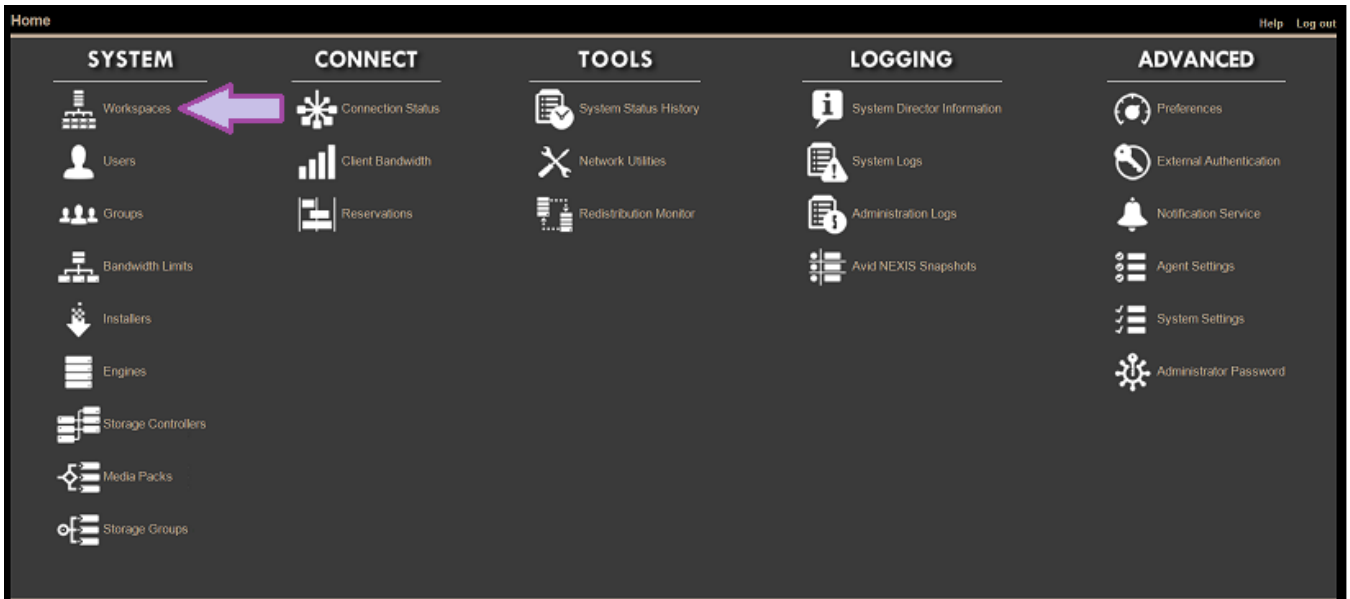 Home
Help Log out
SYSTEM
Workspaces
Users
Groups
Bandwidth Limits
Installers
Engines
Storage Controllers
Media Packs
Storage Groups
CONNECT
Connection Status
Client Bandwidth
Reservations
TOOLS
System Status History
Network Utilities
Redistribution Monitor
LOGGING
System Director Information
System Logs
Administration Logs
Avid NEXIS Snapshots
ADVANCED
Preferences
External Authentication
Notification Service
Agent Settings
System Settings
Administrator Password